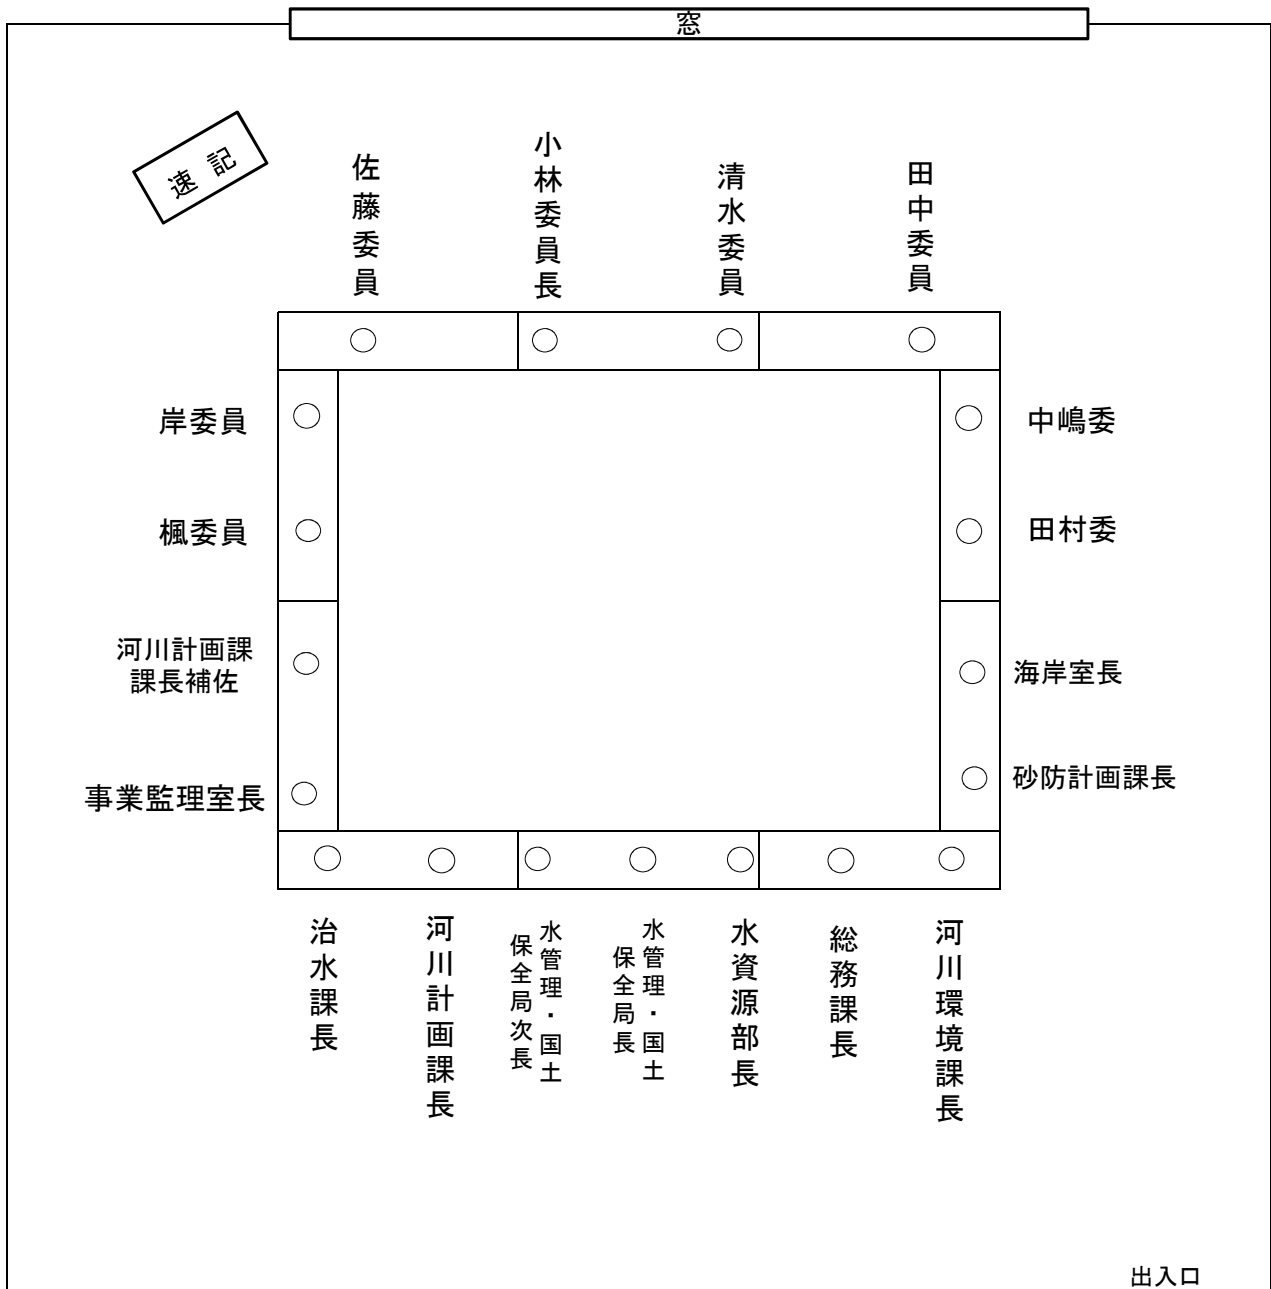 窓
速記
佐藤委員
小林委員長
清水委員
田中委員
岸委員
中嶋委
楓委員
田村委
河川計画課
課長補佐
海岸室長
事業監理室長
砂防計画課長
治水課長
河川計画課長
水管理・国土
保全局次長
水管理・国土
保全局長
水資源部長
総務課長
河川環境課長
出入口